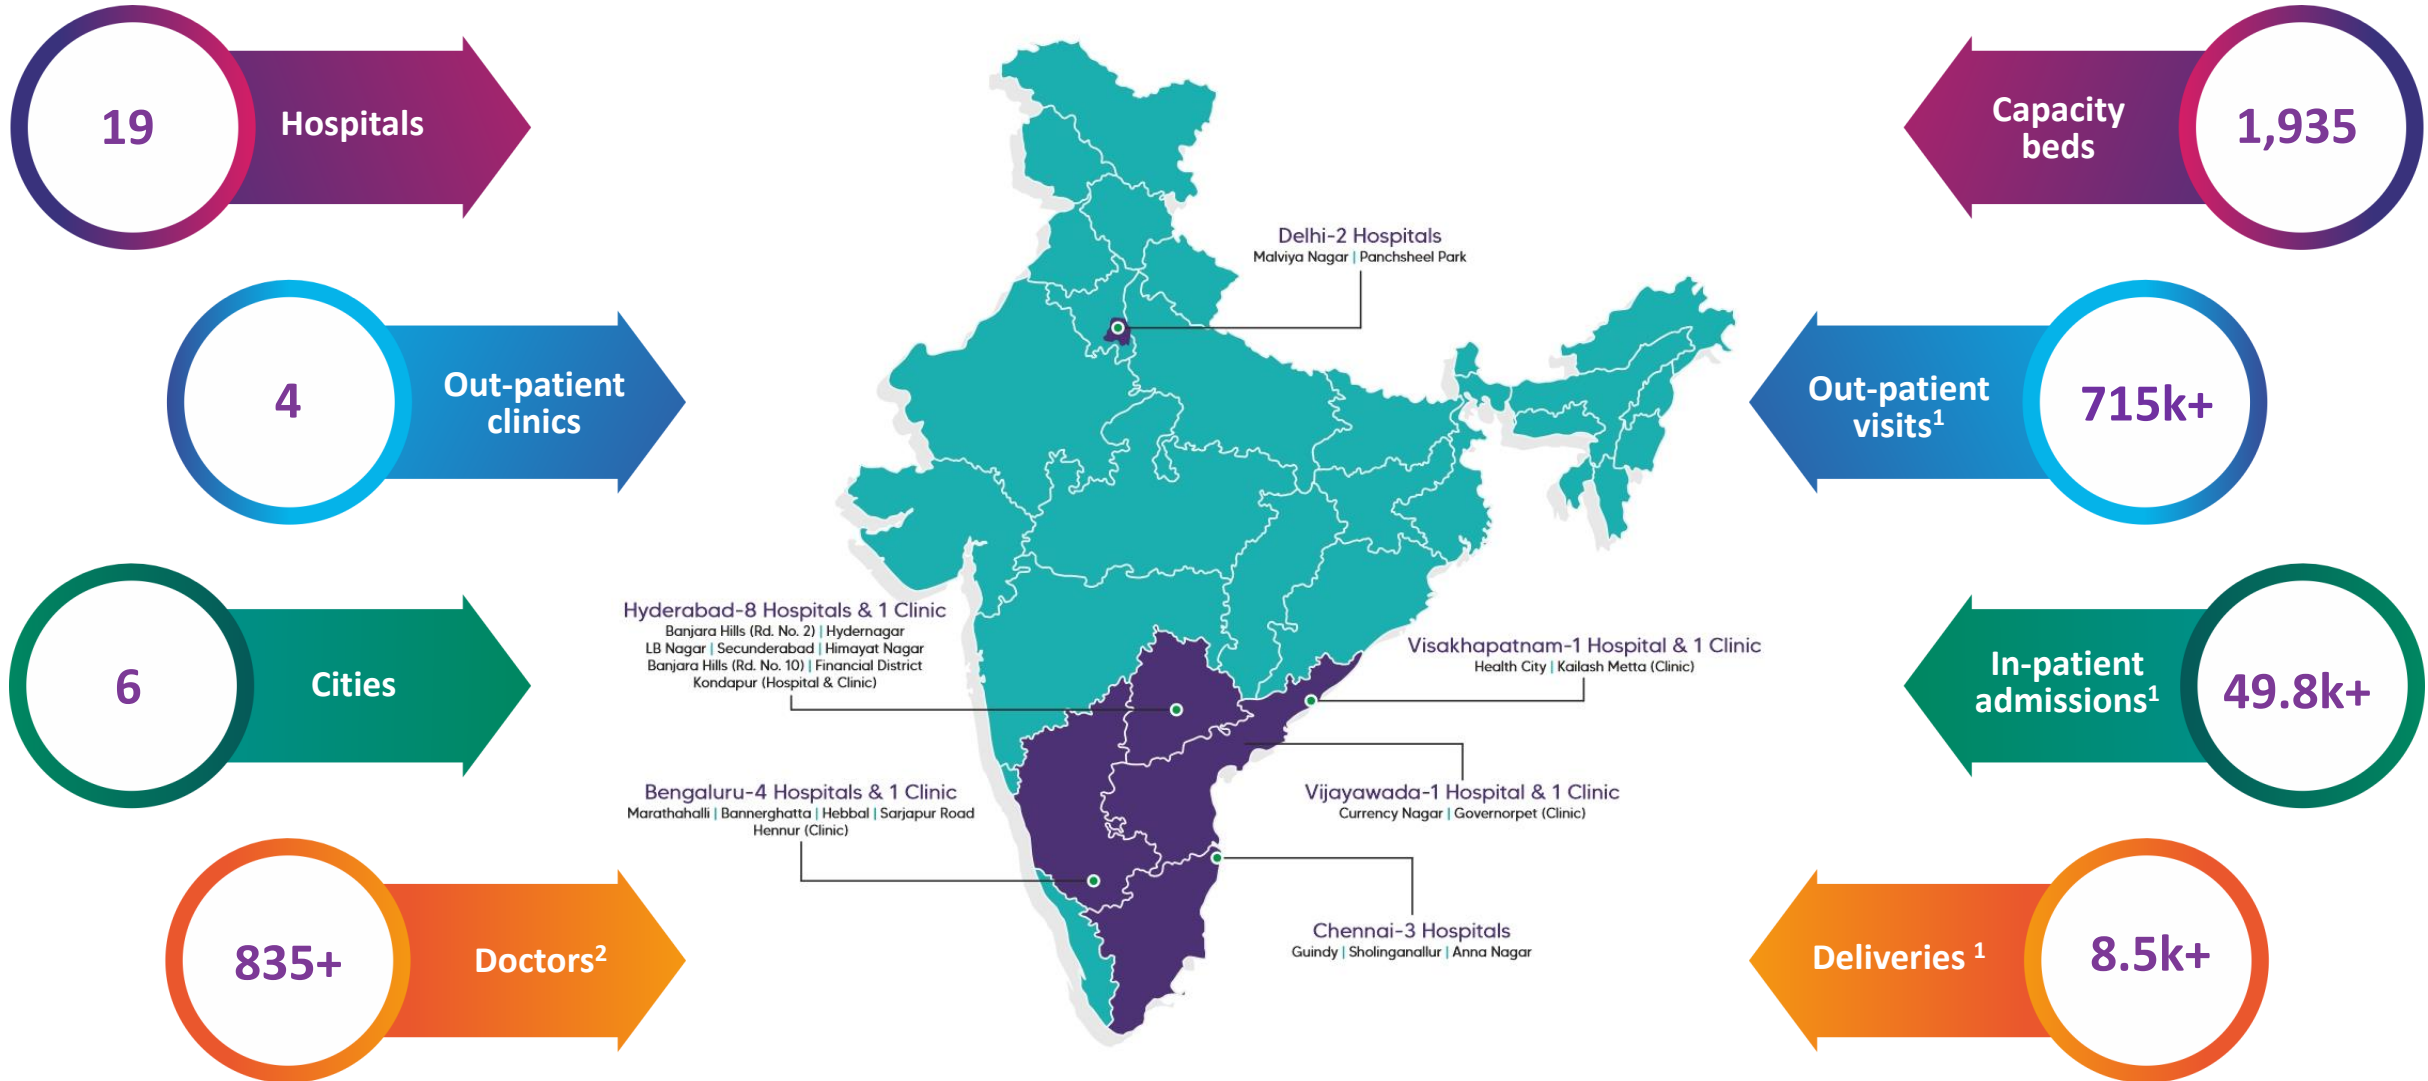 19
Hospitals
4
Out-patient
clinics
6
Cities
835+
Doctors²
Delhi-2 Hospitals
Malviya Nagar | Panchsheel Park
Hyderabad-8 Hospitals & 1 Clinic
Banjara Hills (Rd. No. 2) | Hydernagar
LB Nagar | Secunderabad | Himayat Nagar
Banjara Hills (Rd. No. 10) | Financial District
Kondapur (Hospital & Clinic)
Visakhapatnam-1 Hospital & 1 Clinic
Health City | Kailash Metta (Clinic)
Bengaluru-4 Hospitals & 1 Clinic
Marathahalli | Bannerghatta | Hebbal | Sarjapur Road
Hennur (Clinic)
Vijayawada-1 Hospital & 1 Clinic
Currency Nagar | Governorpet (Clinic)
Chennai-3 Hospitals
Guindy | Sholinganallur | Anna Nagar
Capacity
beds
1,935
Out-patient
visits¹
715k+
In-patient
admissions¹
49.8k+
Deliveries ¹
8.5k+